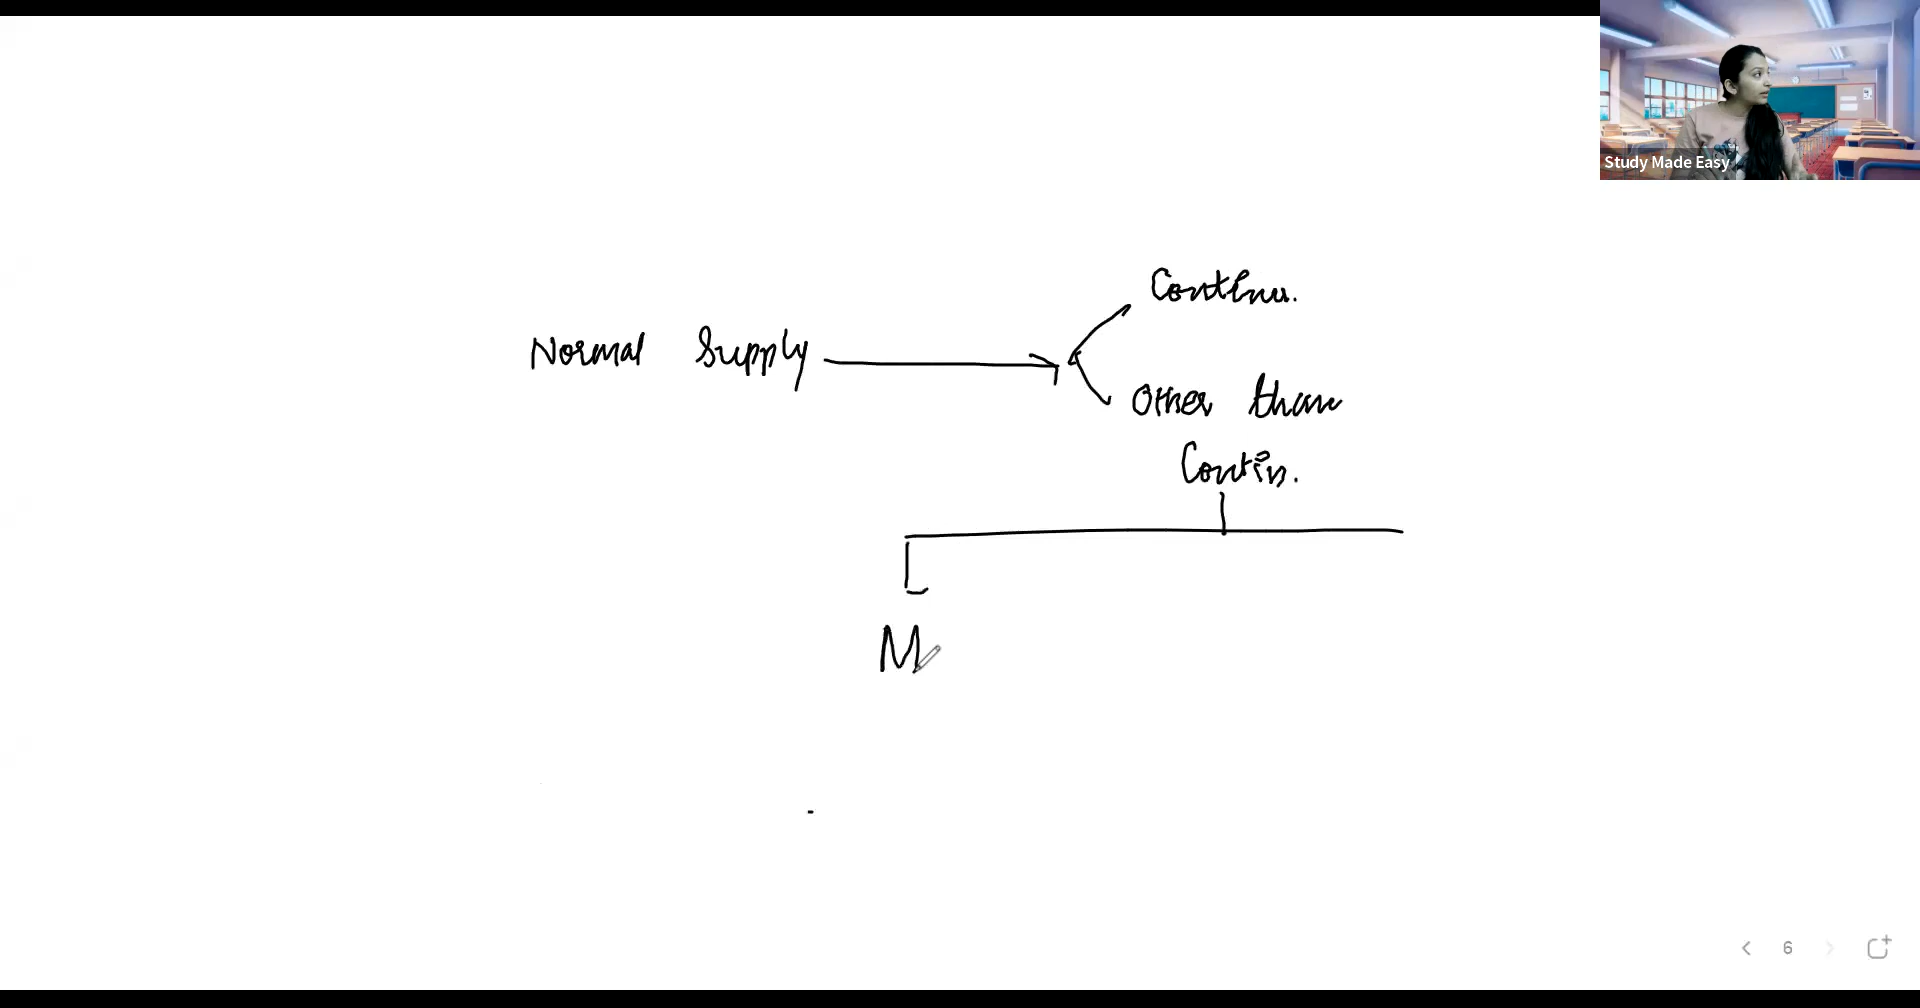 Study Made Easy
Continu.
Normal Supply
Other than
Contin.
M
6